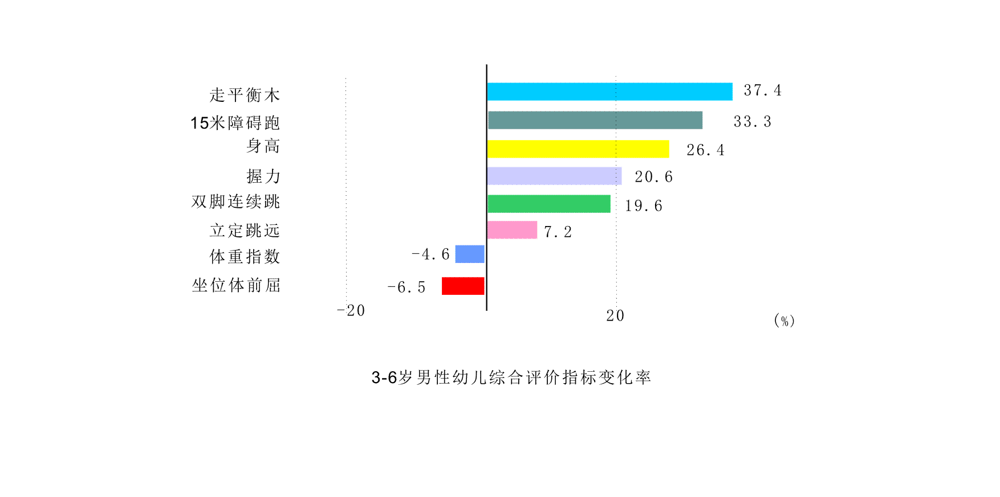 走平衡木 37.4
15米障碍跑 33.3
身高 26.4
握力 20.6
双脚连续跳 19.6
立定跳远 7.2
体重指数 -4.6
坐位体前屈 -6.5
-20 20 (%)
3-6岁男性幼儿综合评价指标变化率